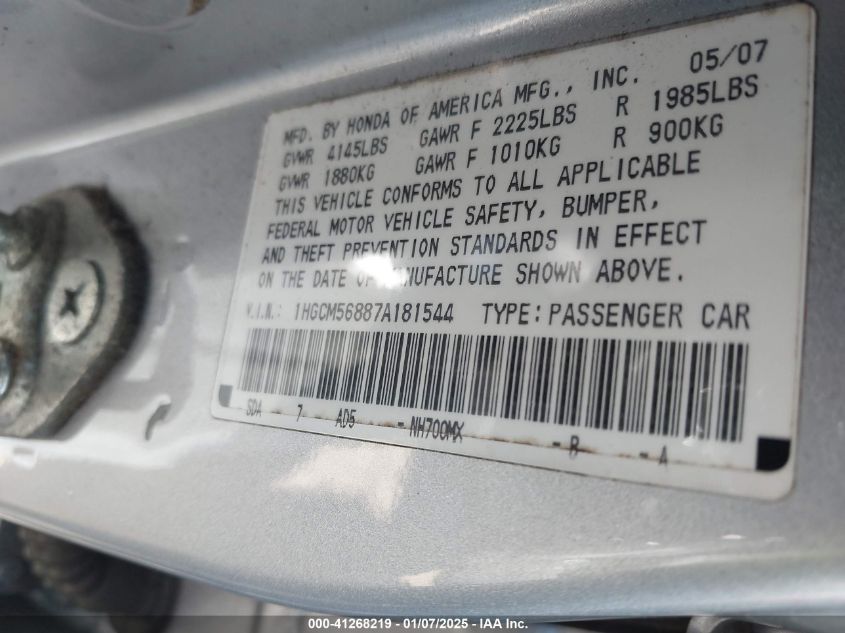 05/07
MFD. BY HONDA OF AMERICA MFG., INC.
GVWR 4145LBS GAWR F 2225LBS R 1985LBS
GVWR 1880KG GAWR F 1010KG R 900KG
THIS VEHICLE CONFORMS TO ALL APPLICABLE
FEDERAL MOTOR VEHICLE SAFETY, BUMPER,
AND THEFT PREVENTION STANDARDS IN EFFECT
ON THE DATE OF MANUFACTURE SHOWN ABOVE.
V.I.N.: 1HGCM56887A181544 TYPE: PASSENGER CAR
SDA 7 AD5 - NH700MX - B - A
000-41268219 - 01/07/2025 - IAA Inc.